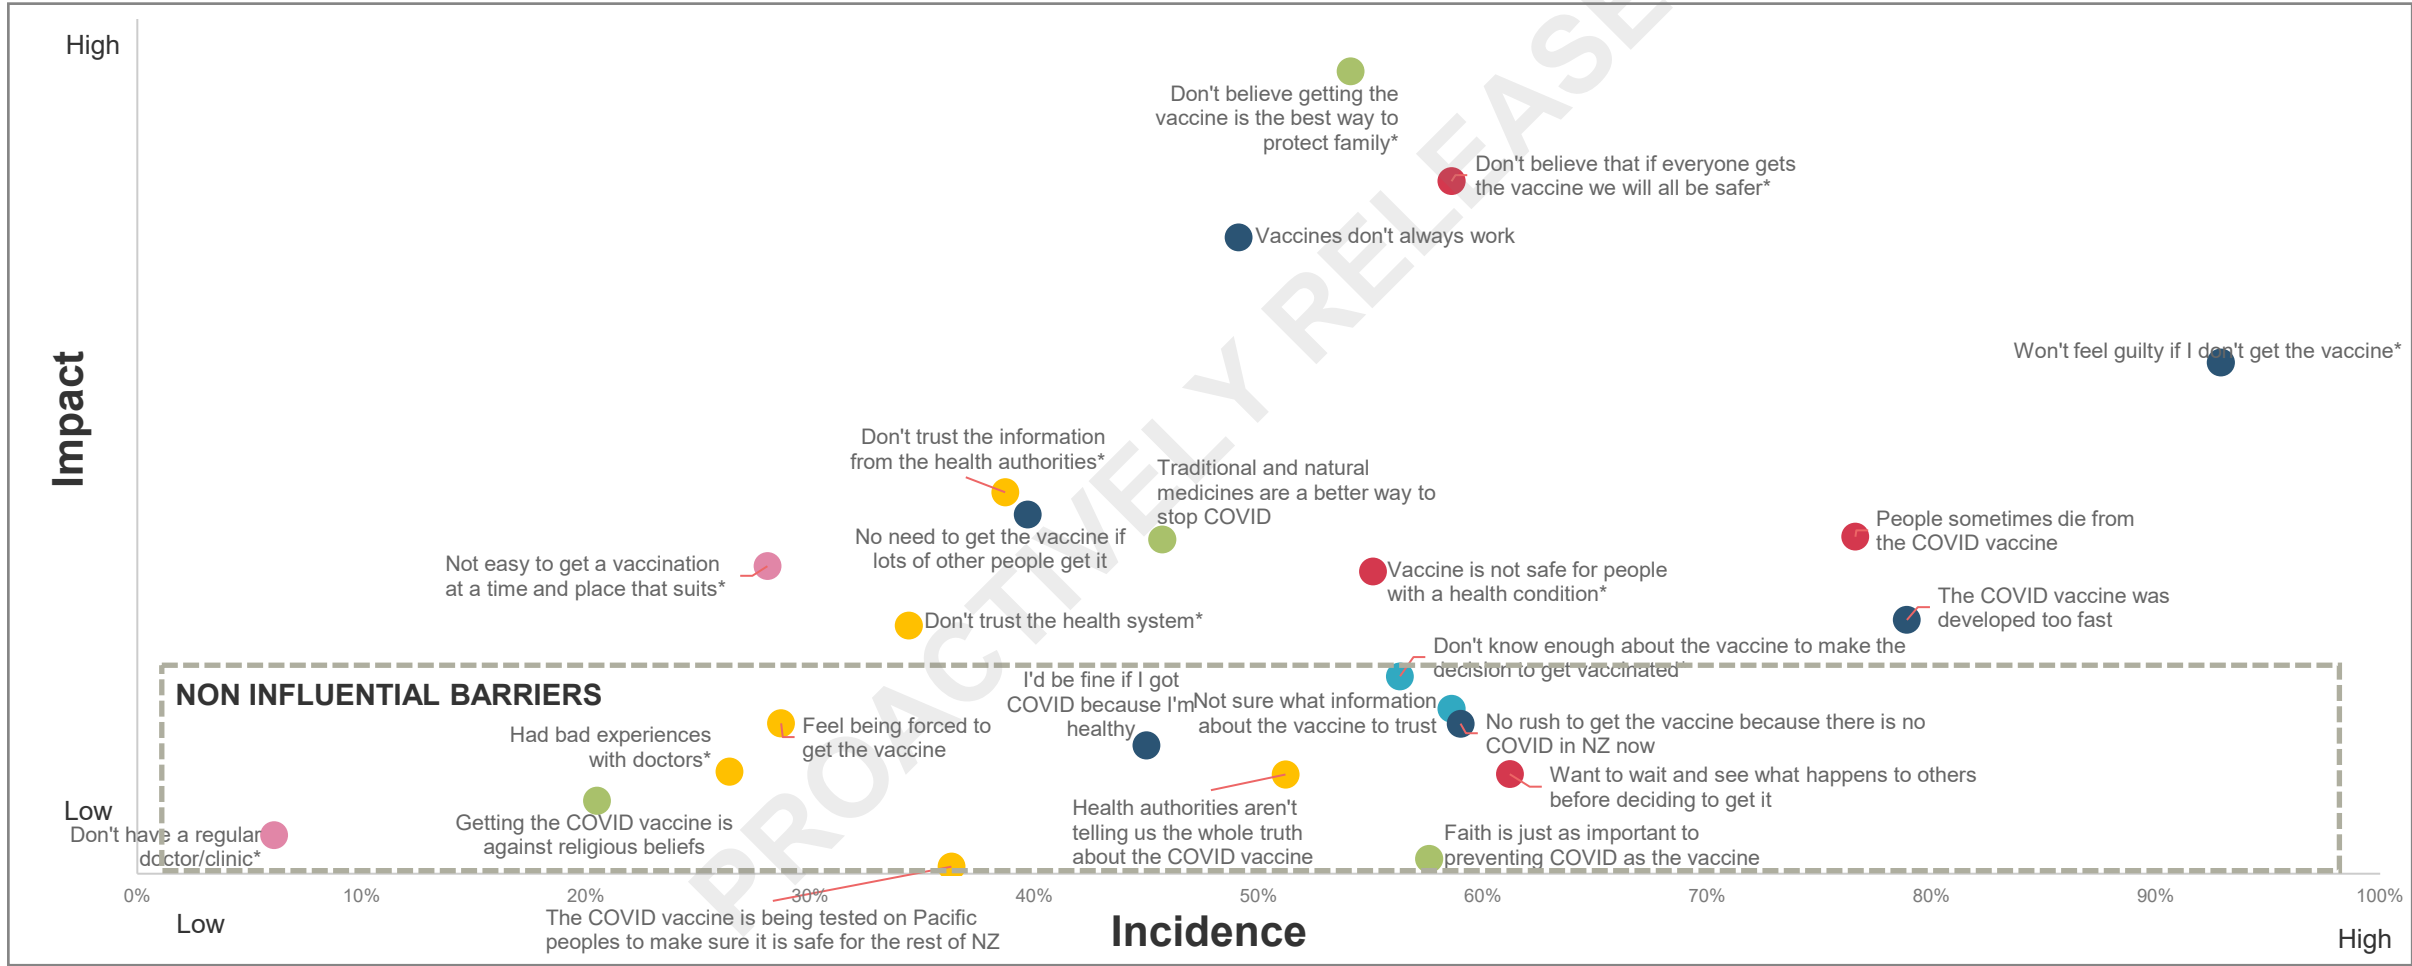 High
Don't believe getting the
vaccine is the best way to
protect family*
Don't believe that if everyone gets
the vaccine we will all be safer*
Vaccines don't always work
Won't feel guilty if I don't get the vaccine*
Impact
Don't trust the information
from the health authorities*
Traditional and natural
medicines are a better way to
stop COVID
No need to get the vaccine if
lots of other people get it
People sometimes die from
the COVID vaccine
Not easy to get a vaccination
at a time and place that suits*
Vaccine is not safe for people
with a health condition*
The COVID vaccine was
developed too fast
Don't trust the health system*
Don't know enough about the vaccine to make the
decision to get vaccinated*
NON INFLUENTIAL BARRIERS
I'd be fine if I got
COVID because I'm
healthy
Not sure what information
about the vaccine to trust
Feel being forced to
get the vaccine
No rush to get the vaccine because there is no
COVID in NZ now
Had bad experiences
with doctors*
Want to wait and see what happens to others
before deciding to get it
Low
Don't have a regular
doctor/clinic*
Getting the COVID vaccine is
against religious beliefs
Health authorities aren't
telling us the whole truth
about the COVID vaccine
Faith is just as important to
preventing COVID as the vaccine
0% 10% 20% 30% 40% 50% 60% 70% 80% 90% 100%
Low
The COVID vaccine is being tested on Pacific
peoples to make sure it is safe for the rest of NZ
Incidence
High
PROACTIVELY RELEASE